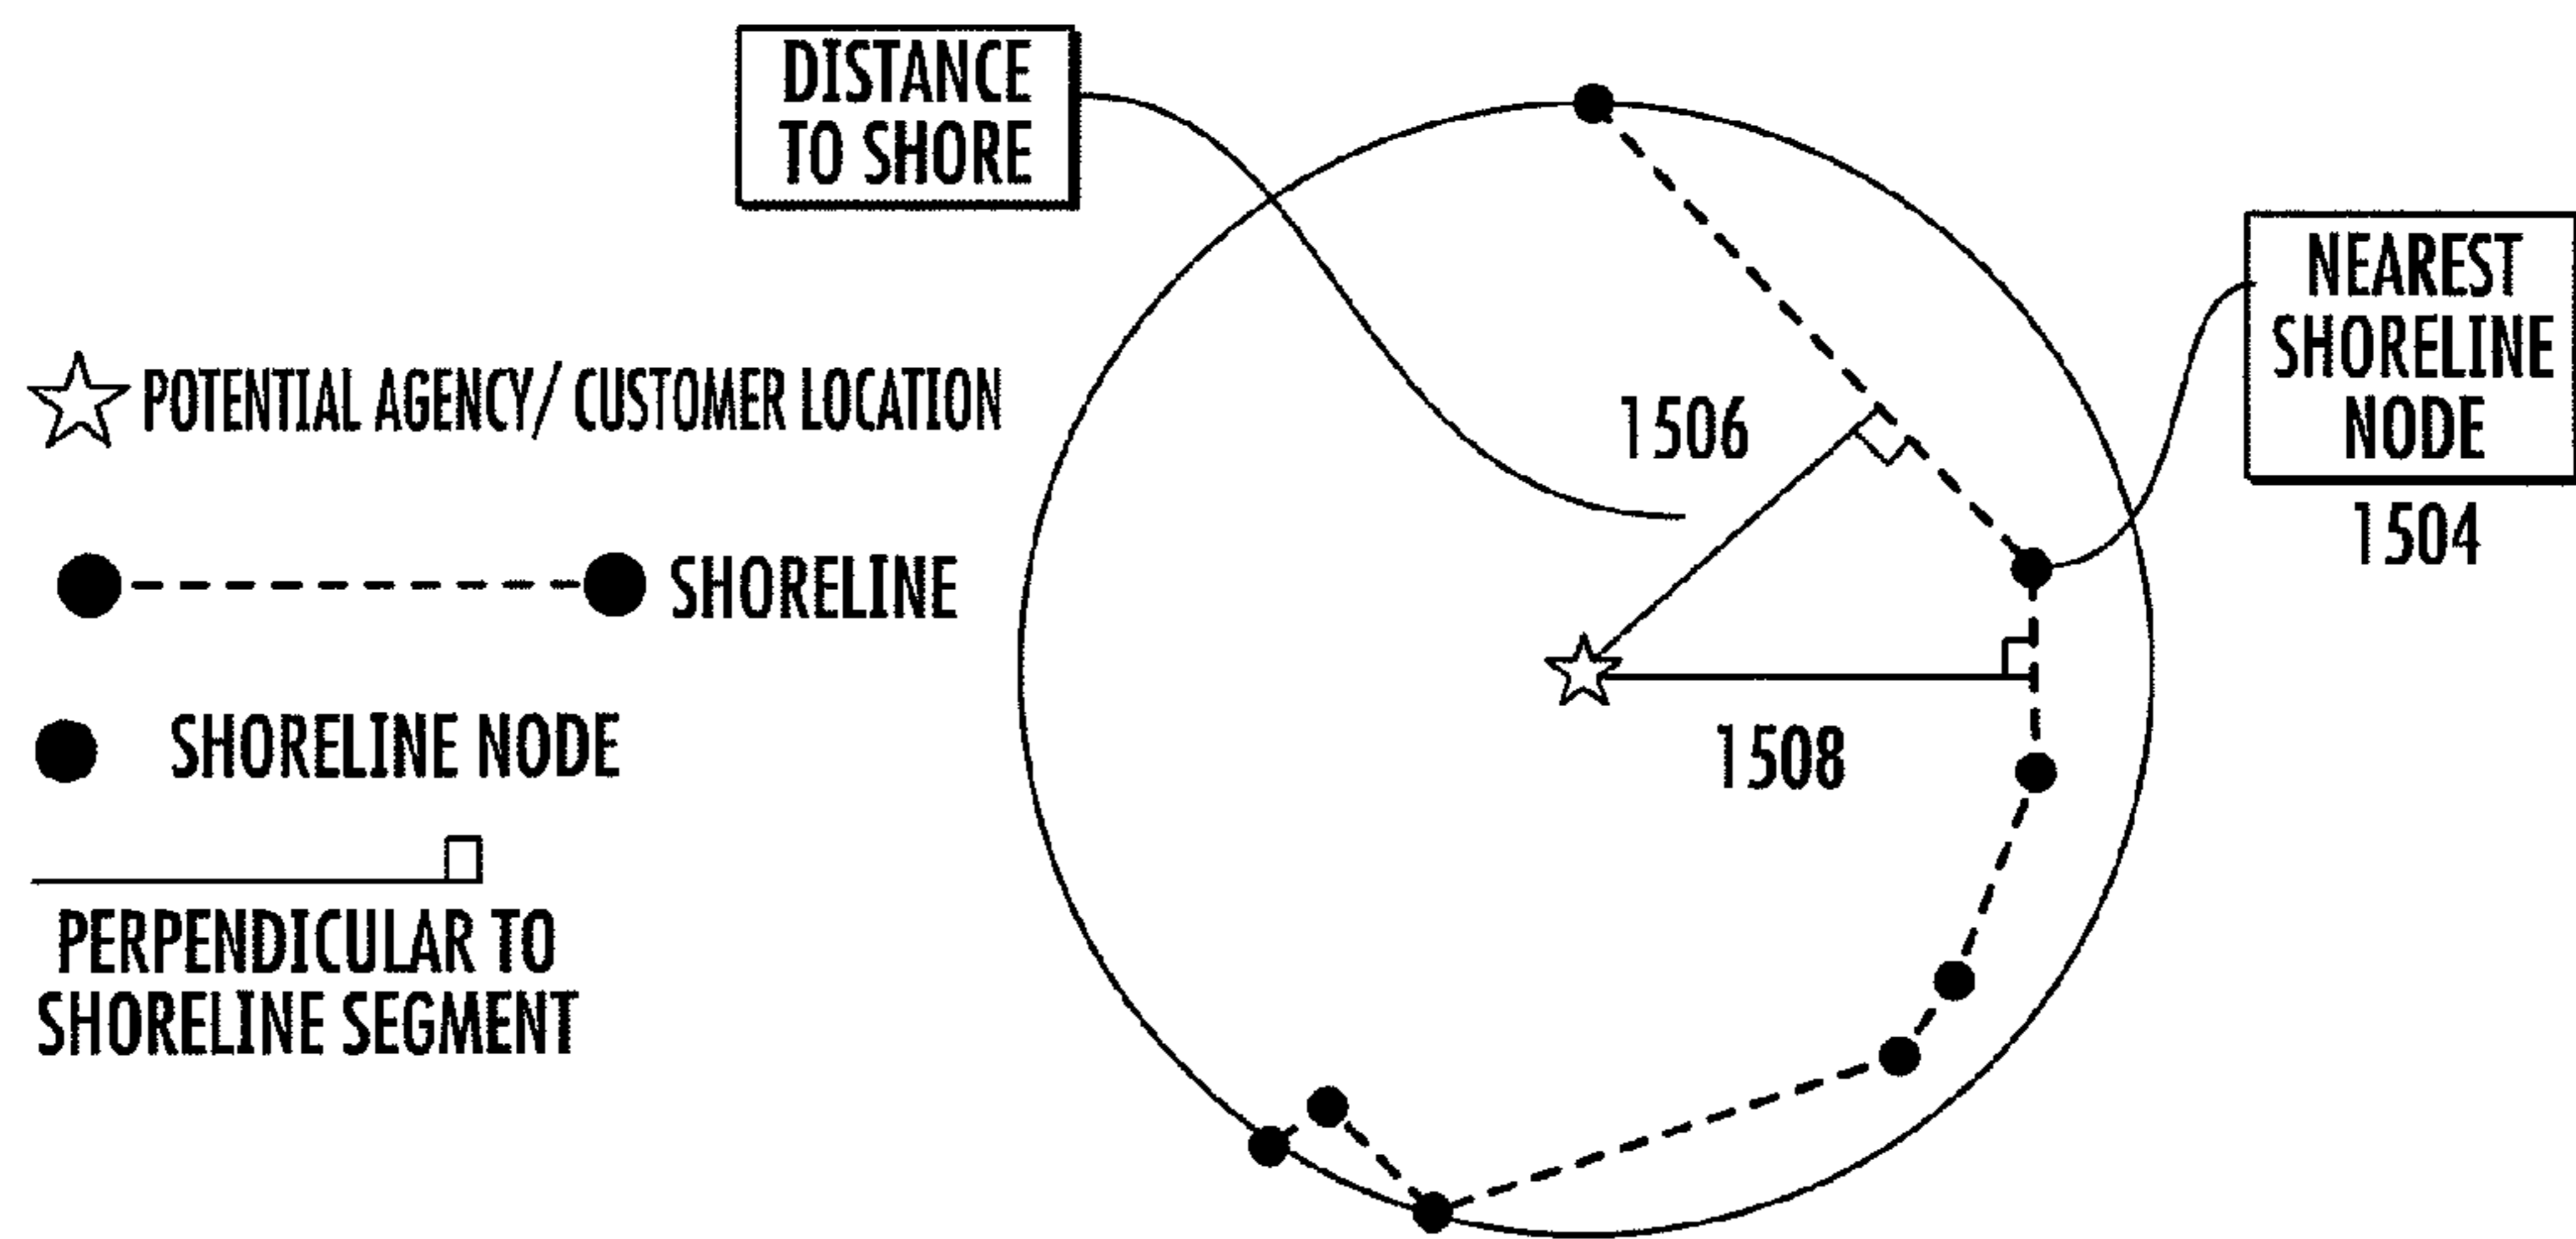 DISTANCE
TO SHORE
NEAREST
SHORELINE
NODE
1504
1506
1508
POTENTIAL AGENCY/ CUSTOMER LOCATION
SHORELINE
SHORELINE NODE
PERPENDICULAR TO
SHORELINE SEGMENT